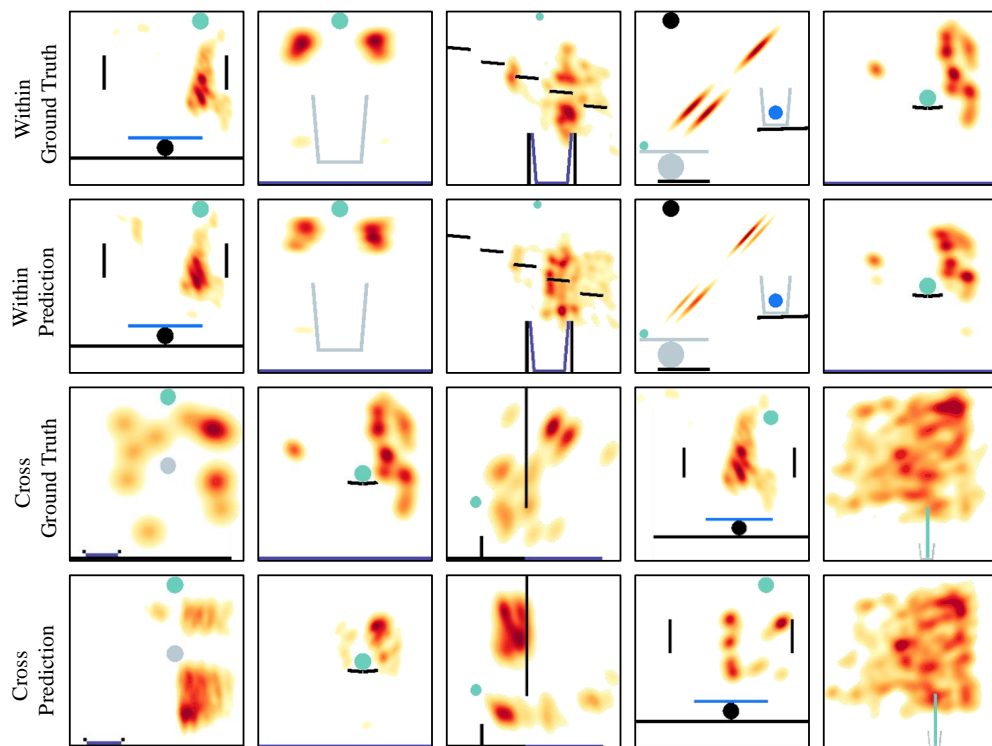 Within
Ground Truth
Within
Prediction
Cross
Ground Truth
Cross
Prediction